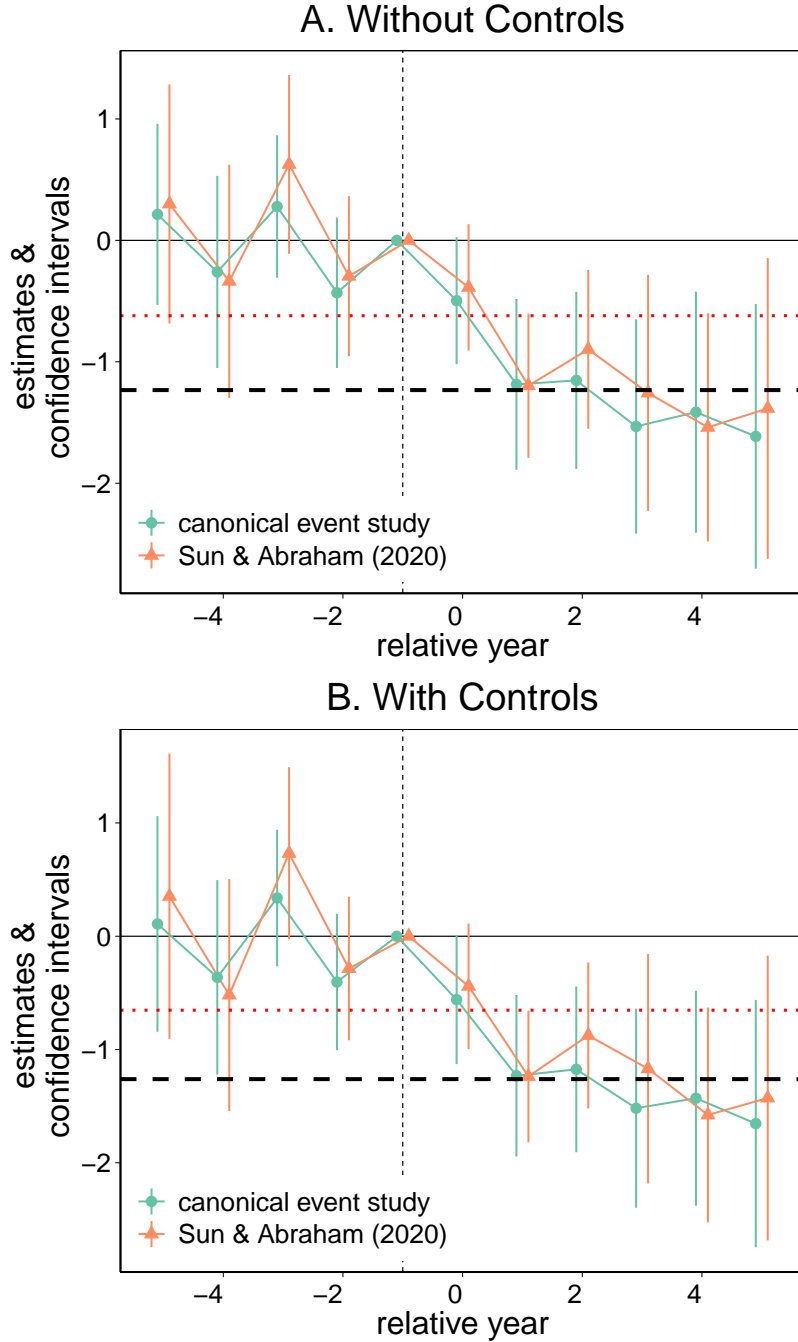 A. Without Controls
estimates &
confidence intervals
1
0
−1
−2
canonical event study
Sun & Abraham (2020)
−4
−2
0
2
4
relative year
B. With Controls
estimates &
confidence intervals
1
0
−1
−2
canonical event study
Sun & Abraham (2020)
−4
−2
0
2
4
relative year